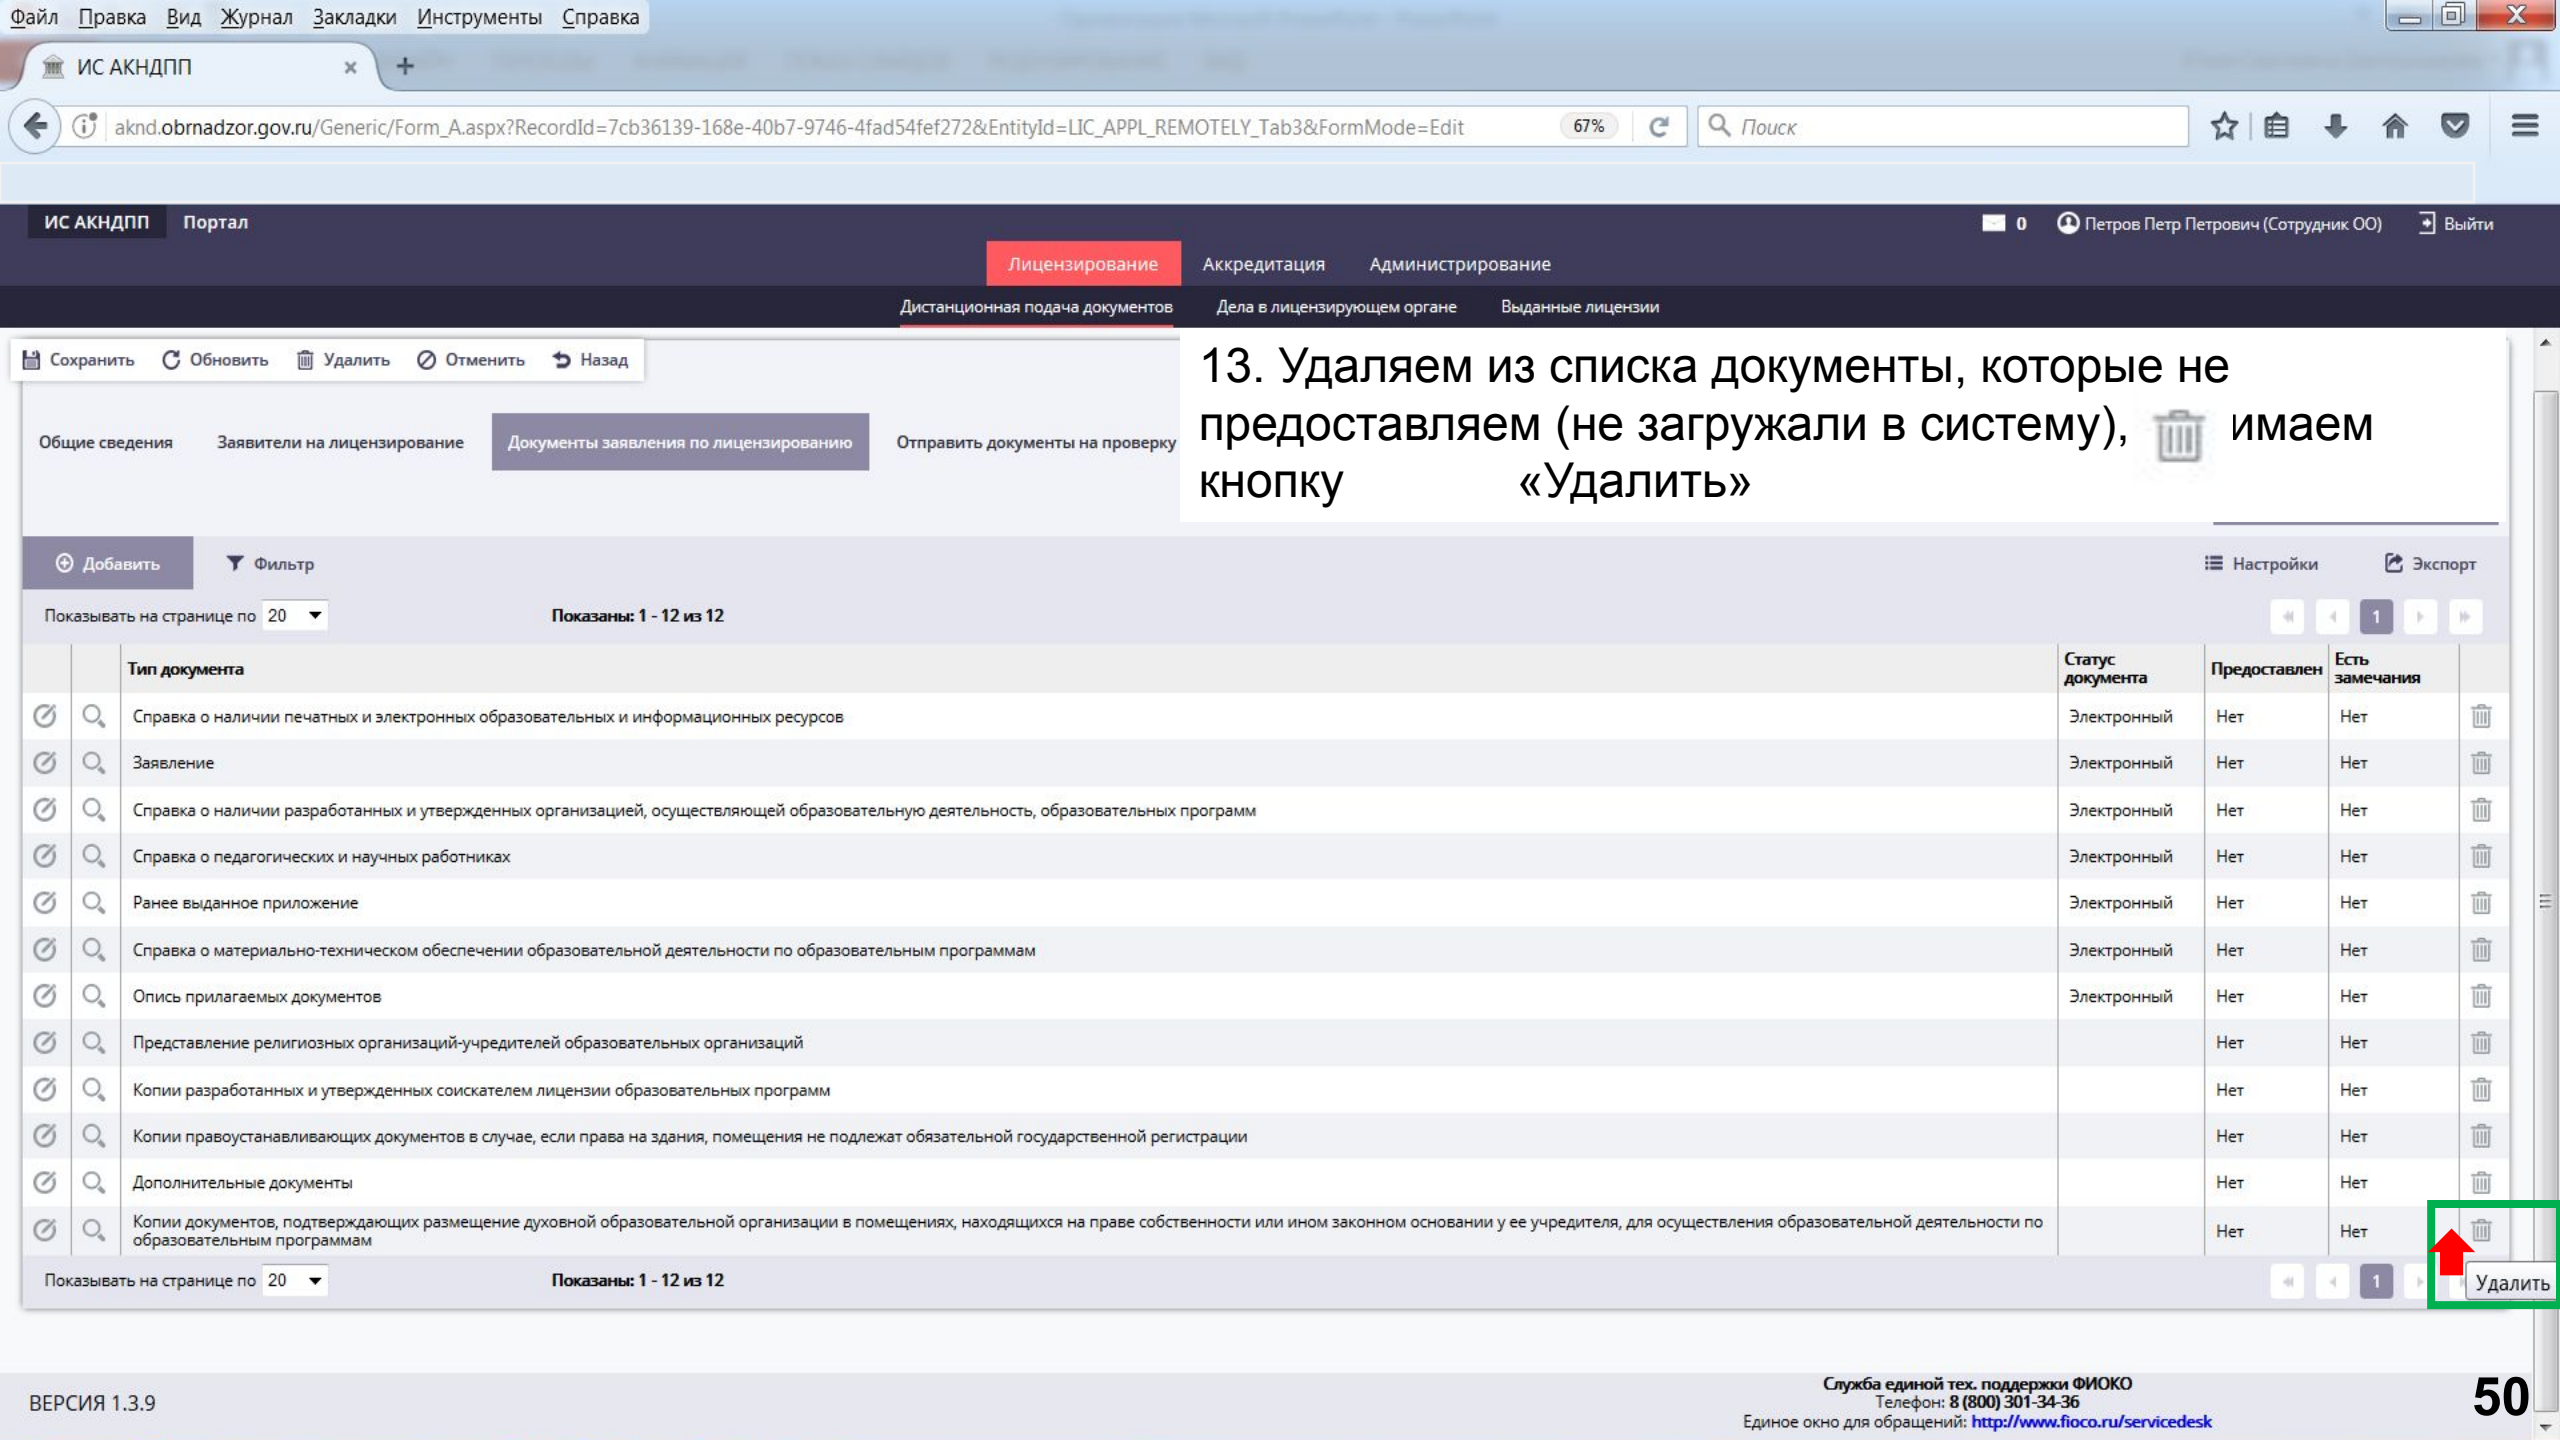 Файл Правка Вид Журнал Закладки Инструменты Справка
ИС АКНДПП
aknd.obrnadzor.gov.ru/Generic/Form_A.aspx?RecordId=7cb36139-168e-40b7-9746-4fad54fef272&EntityId=LIC_APPL_REMOTELY_Tab3&FormMode=Edit 67% Поиск
ИС АКНДПП Портал 0 Петров Петр Петрович (Сотрудник ОО) Выйти
Лицензирование Аккредитация Администрирование
Дистанционная подача документов Дела в лицензирующем органе Выданные лицензии
Сохранить Обновить Удалить Отменить Назад
13. Удаляем из списка документы, которые не
предоставляем (не загружали в систему), имаем
кнопку «Удалить»
Общие сведения Заявители на лицензирование Документы заявления по лицензированию Отправить документы на проверку
Добавить Фильтр Настройки Экспорт
Показывать на странице по 20 Показаны: 1 - 12 из 12 1
Тип документа Статус документа Предоставлен Есть замечания
Справка о наличии печатных и электронных образовательных и информационных ресурсов Электронный Нет Нет
Заявление Электронный Нет Нет
Справка о наличии разработанных и утвержденных организацией, осуществляющей образовательную деятельность, образовательных программ Электронный Нет Нет
Справка о педагогических и научных работниках Электронный Нет Нет
Ранее выданное приложение Электронный Нет Нет
Справка о материально-техническом обеспечении образовательной деятельности по образовательным программам Электронный Нет Нет
Опись прилагаемых документов Электронный Нет Нет
Представление религиозных организаций-учредителей образовательных организаций Нет Нет
Копии разработанных и утвержденных соискателем лицензии образовательных программ Нет Нет
Копии правоустанавливающих документов в случае, если права на здания, помещения не подлежат обязательной государственной регистрации Нет Нет
Дополнительные документы Нет Нет
Копии документов, подтверждающих размещение духовной образовательной организации в помещениях, находящихся на праве собственности или ином законном основании у ее учредителя, для осуществления образовательной деятельности по
образовательным программам Нет Нет
Показывать на странице по 20 Показаны: 1 - 12 из 12 1 Удалить
ВЕРСИЯ 1.3.9
Служба единой тех. поддержки ФИОКО
Телефон: 8 (800) 301-34-36
Единое окно для обращений: http://www.fioco.ru/servicedesk
50